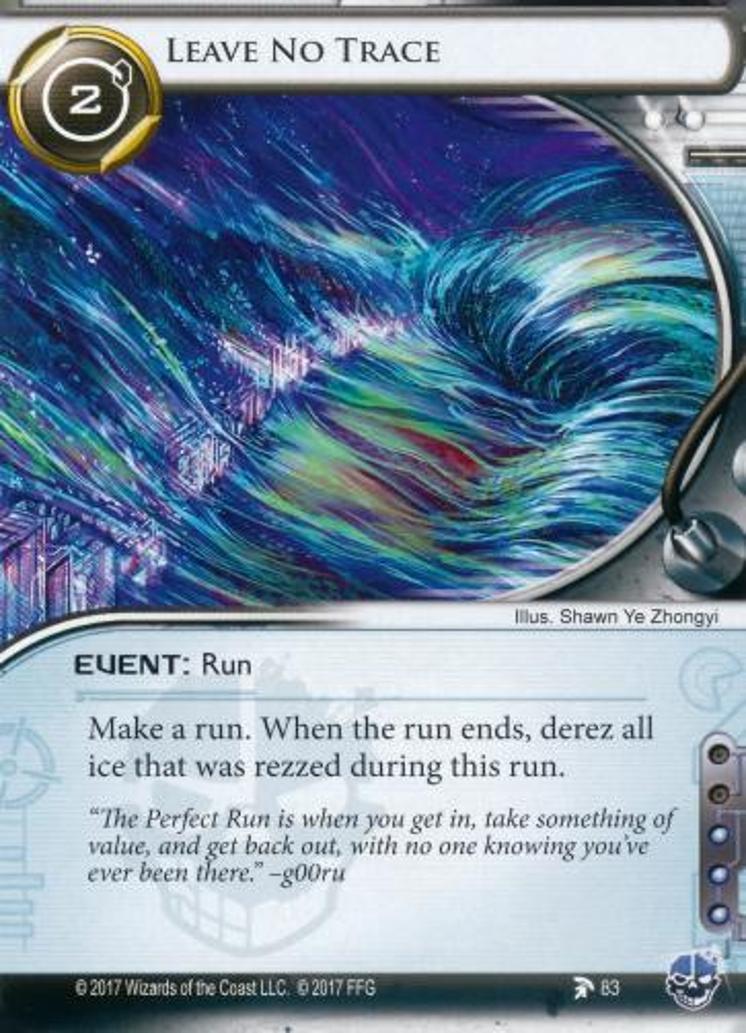 2
Leave No Trace
Illus. Shawn Ye Zhongyi
EVENT: Run
Make a run. When the run ends, derez all
ice that was rezzed during this run.
“The Perfect Run is when you get in, take something of
value, and get back out, with no one knowing you’ve
ever been there.” –g00ru
© 2017 Wizards of the Coast LLC. © 2017 FFG
83